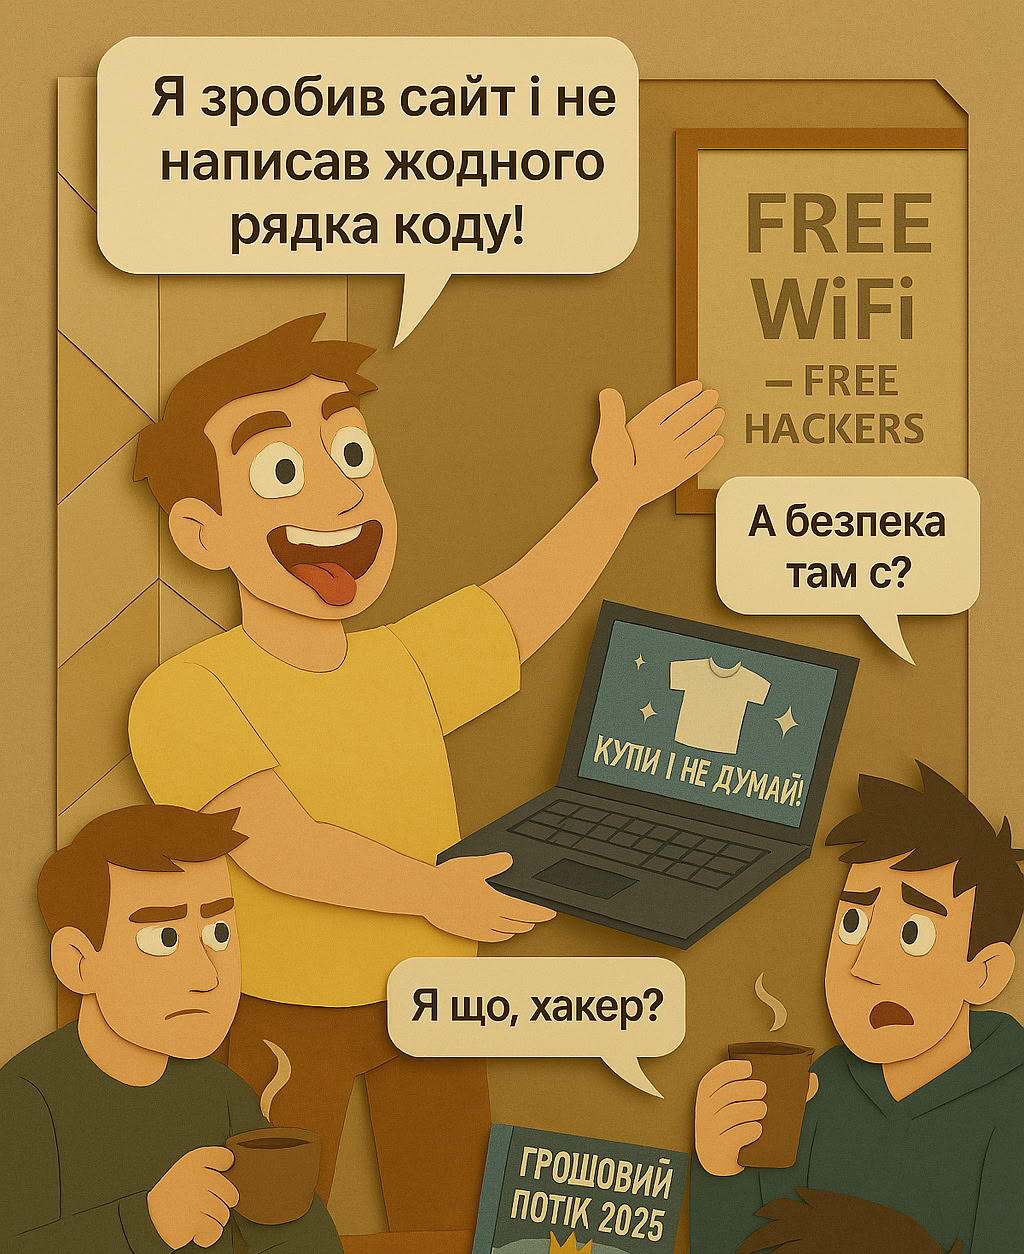 Я зробив сайт і не
написав жодного
рядка коду!
FREE
WiFi
– FREE
HACKERS
А безпека
там с?
КУПИ І НЕ ДУМАЙ!
Я що, хакер?
ГРОШОВИЙ
ПОТІК 2025